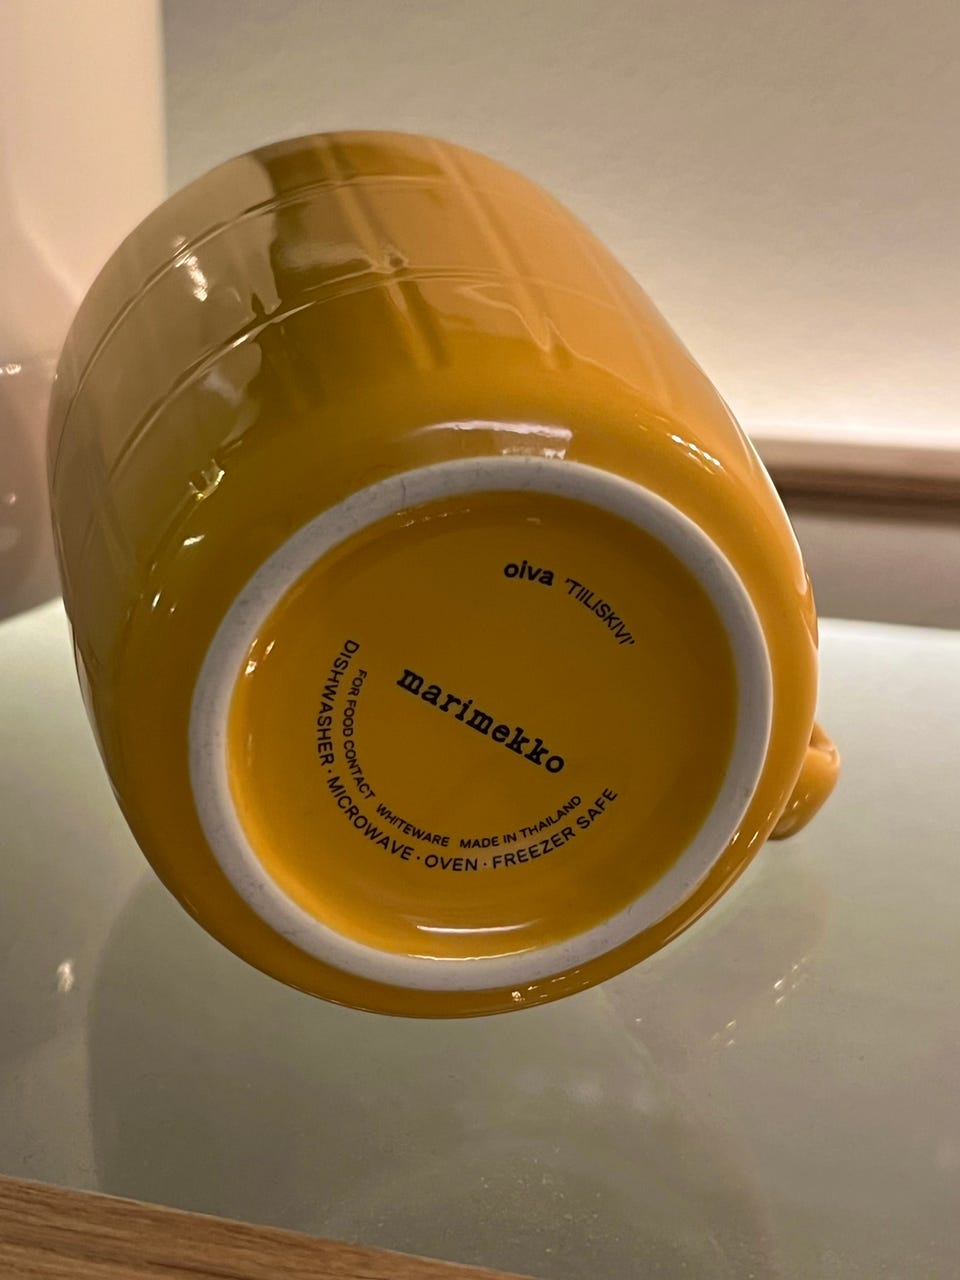 oiva 'TIILISKIVI'
marimekko
FOR FOOD CONTACT WHITEWARE MADE IN THAILAND
DISHWASHER · MICROWAVE · OVEN · FREEZER SAFE